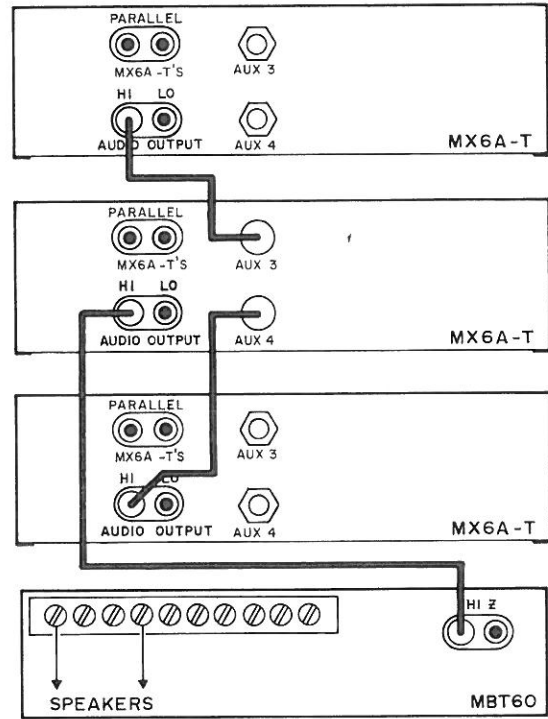 PARALLEL
MX6A-T'S
AUX 3
HI LO
AUDIO OUTPUT
AUX 4
MX6A-T
PARALLEL
MX6A-T'S
AUX 3
HI LO
AUDIO OUTPUT
AUX 4
MX6A-T
PARALLEL
MX6A-T'S
AUX 3
HI LO
AUDIO OUTPUT
AUX 4
MX6A-T
HI Z
SPEAKERS
MBT60